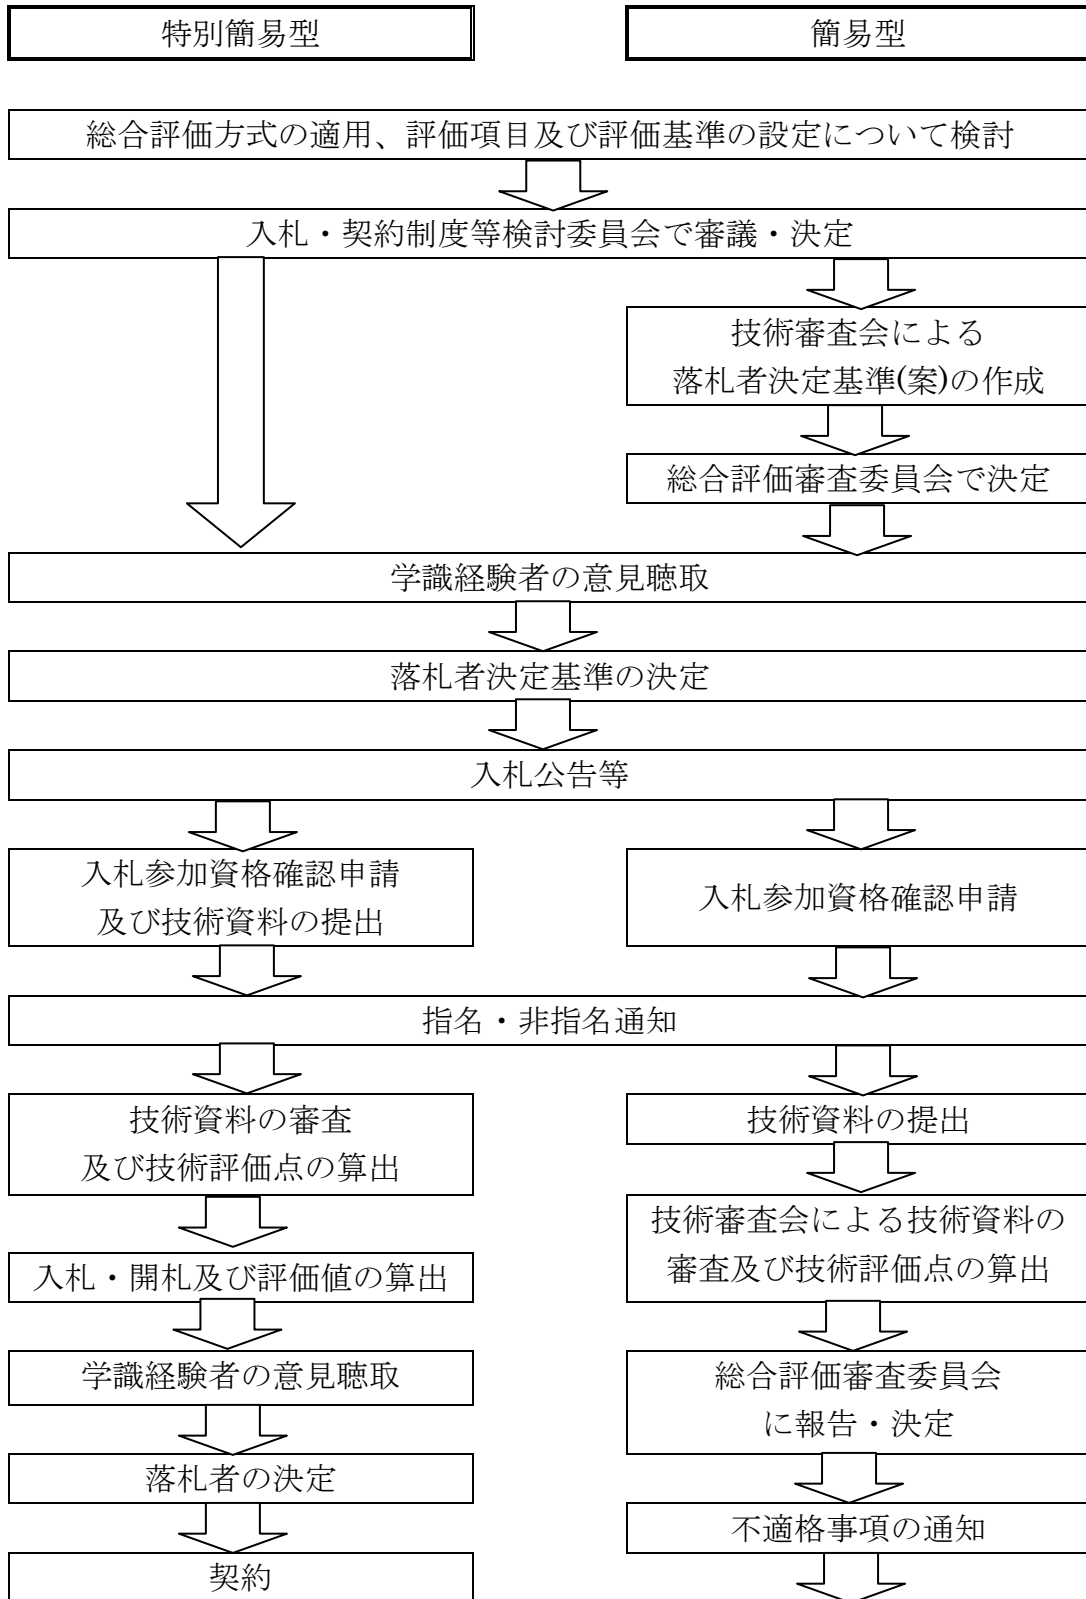 特別簡易型
簡易型
総合評価方式の適用、評価項目及び評価基準の設定について検討
入札・契約制度等検討委員会で審議・決定
技術審査会による
落札者決定基準(案)の作成
総合評価審査委員会で決定
学識経験者の意見聴取
落札者決定基準の決定
入札公告等
入札参加資格確認申請
及び技術資料の提出
入札参加資格確認申請
指名・非指名通知
技術資料の審査
及び技術評価点の算出
技術資料の提出
技術審査会による技術資料の
審査及び技術評価点の算出
入札・開札及び評価値の算出
学識経験者の意見聴取
総合評価審査委員会
に報告・決定
落札者の決定
不適格事項の通知
契約